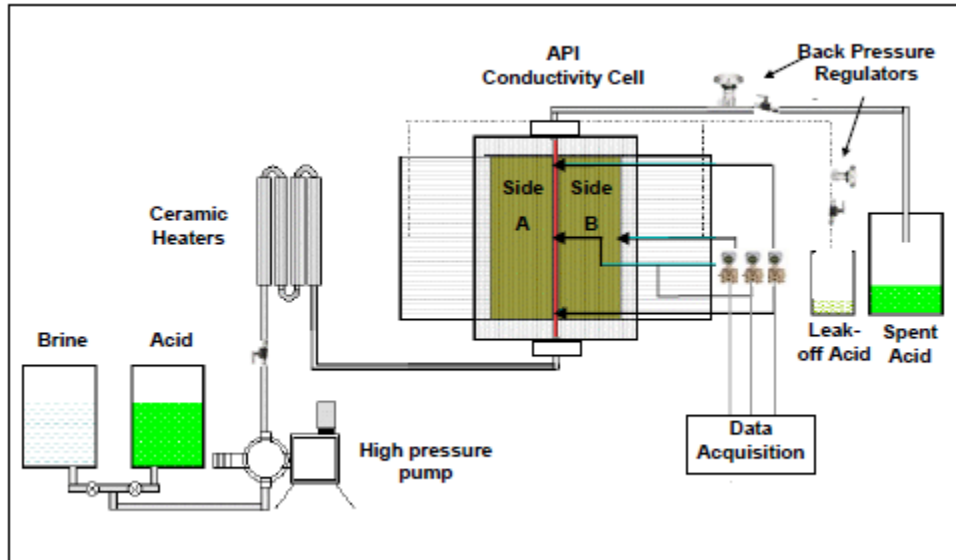 API
Conductivity Cell
Back Pressure
Regulators
Side
A
Side
B
Ceramic
Heaters
Brine
Acid
High pressure
pump
Leak-
off Acid
Spent
Acid
Data
Acquisition